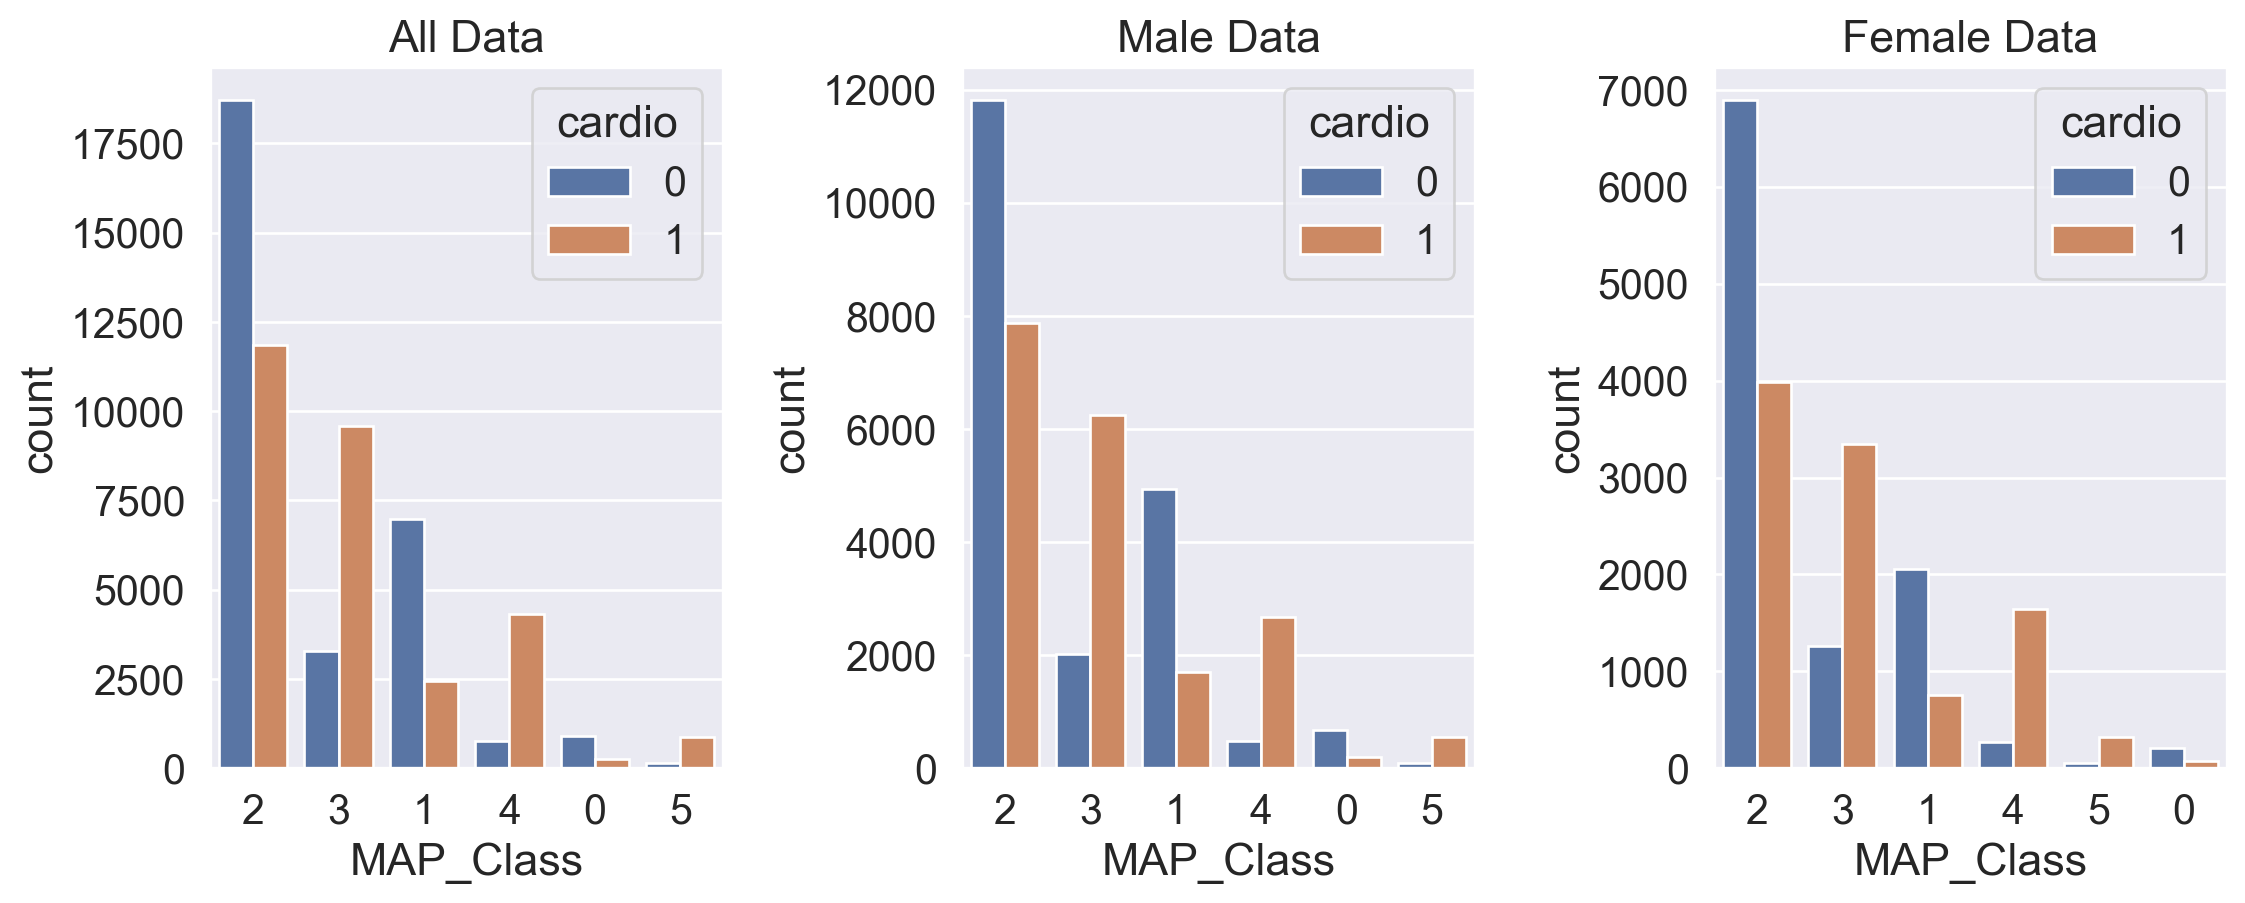 All Data
count
17500
15000
12500
10000
7500
5000
2500
0
cardio
0
1
2 3 1 4 0 5
MAP_Class
Male Data
count
12000
10000
8000
6000
4000
2000
0
cardio
0
1
2 3 1 4 0 5
MAP_Class
Female Data
count
7000
6000
5000
4000
3000
2000
1000
0
cardio
0
1
2 3 1 4 5 0
MAP_Class